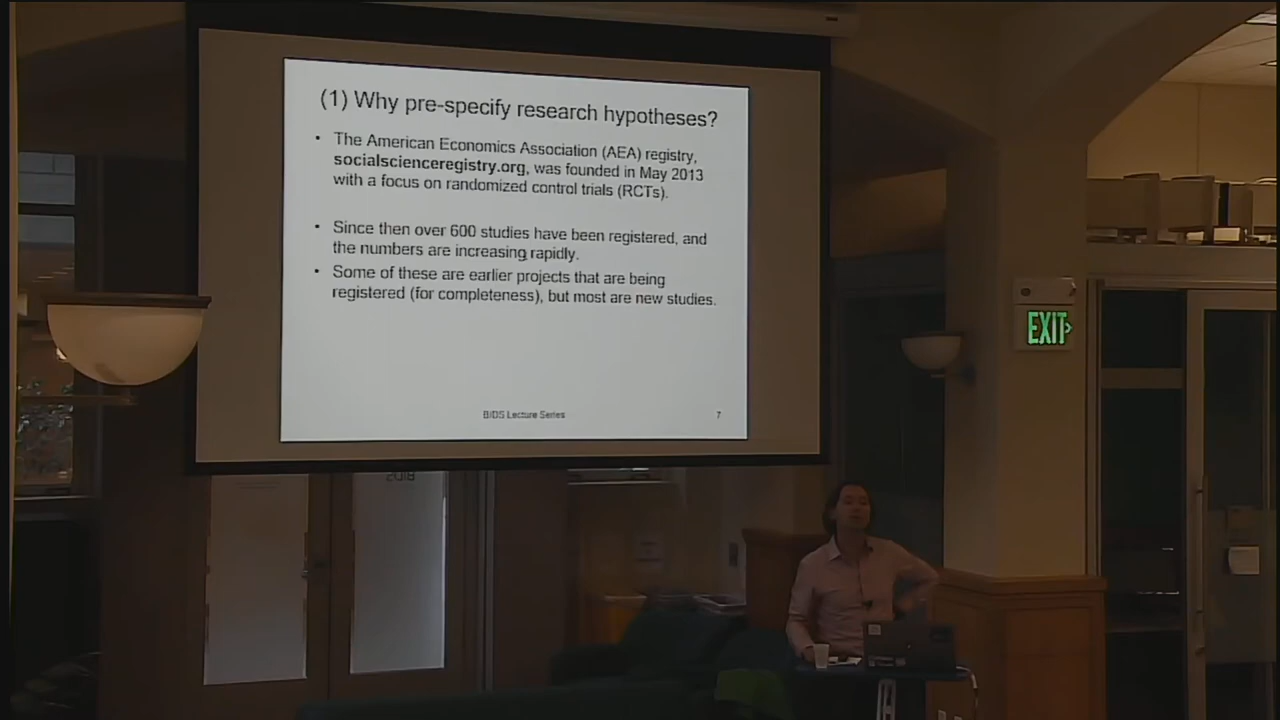 (1) Why pre-specify research hypotheses?
• The American Economics Association (AEA) registry,
socialscienceregistry.org, was founded in May 2013
with a focus on randomized control trials (RCTs).
• Since then over 600 studies have been registered, and
the numbers are increasing rapidly.
• Some of these are earlier projects that are being
registered (for completeness), but most are new studies.
BIDS Lecture Series
7
EXIT